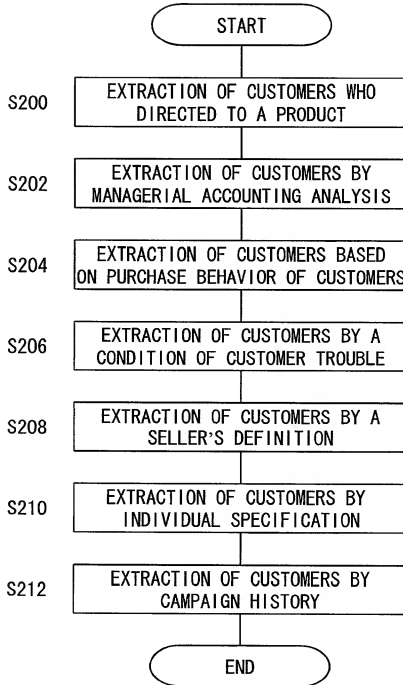 START
S200
EXTRACTION OF CUSTOMERS WHO
DIRECTED TO A PRODUCT
S202
EXTRACTION OF CUSTOMERS BY
MANAGERIAL ACCOUNTING ANALYSIS
S204
EXTRACTION OF CUSTOMERS BASED
ON PURCHASE BEHAVIOR OF CUSTOMERS
S206
EXTRACTION OF CUSTOMERS BY A
CONDITION OF CUSTOMER TROUBLE
S208
EXTRACTION OF CUSTOMERS BY A
SELLER'S DEFINITION
S210
EXTRACTION OF CUSTOMERS BY
INDIVIDUAL SPECIFICATION
S212
EXTRACTION OF CUSTOMERS BY
CAMPAIGN HISTORY
END